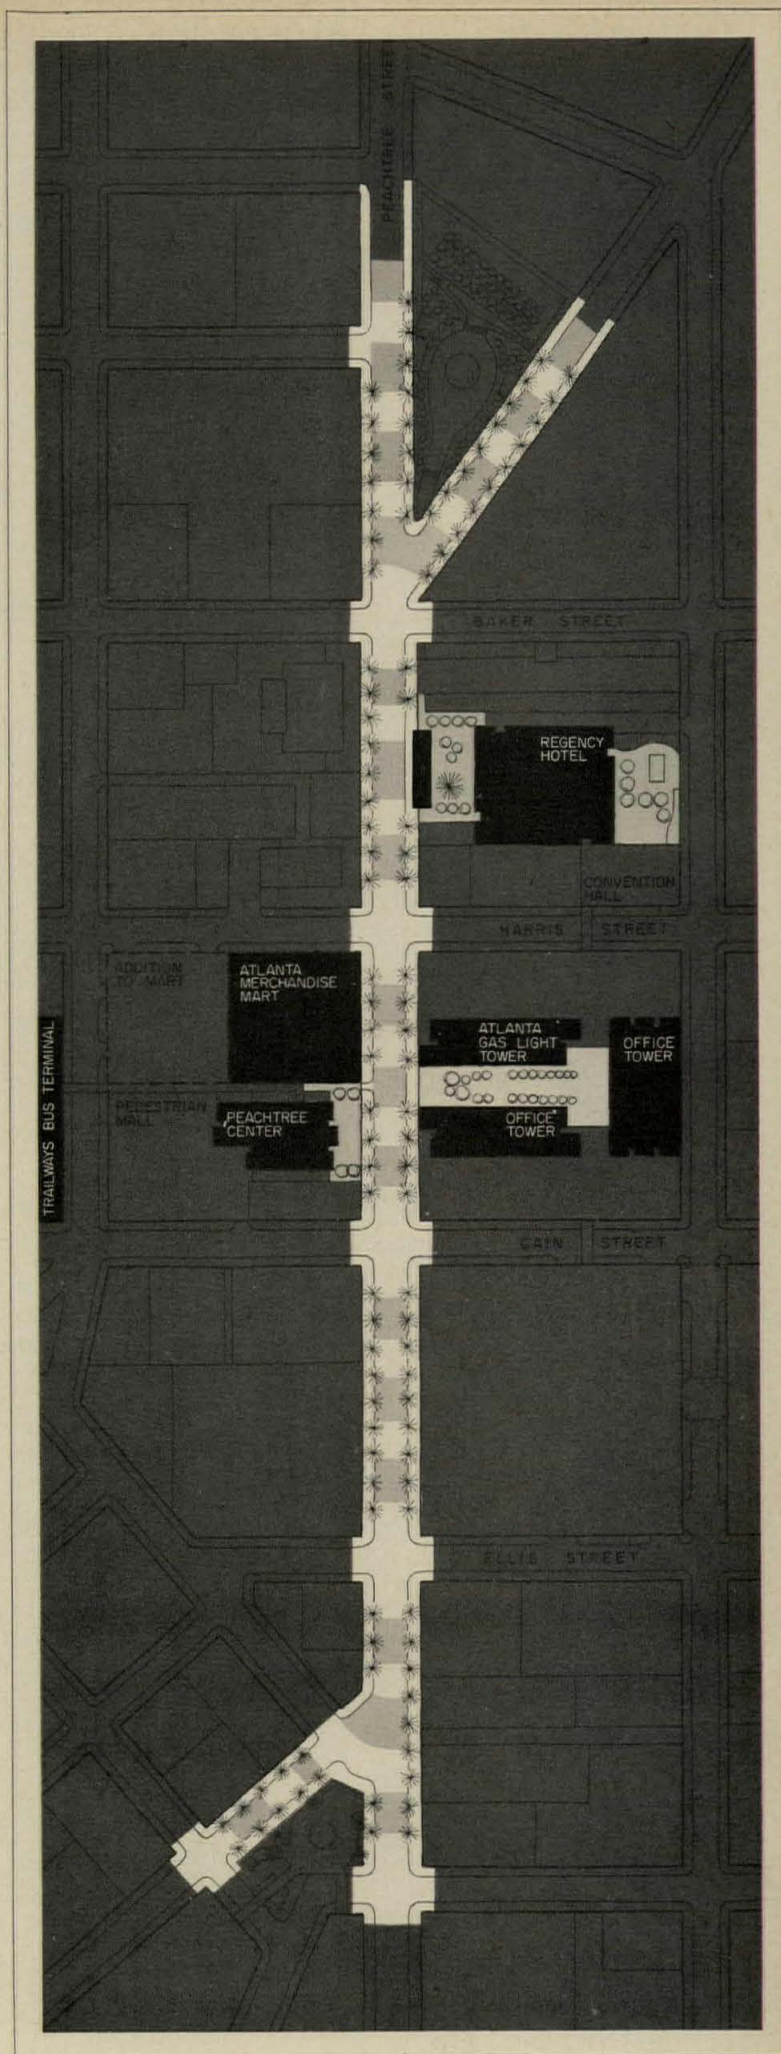 PEACHTREE STREET
BAKER STREET
REGENCY
HOTEL
CONVENTION
HALL
HARRIS STREET
ADDITION
TO MART
ATLANTA
MERCHANDISE
MART
ATLANTA
GAS LIGHT
TOWER
OFFICE
TOWER
TRAILWAYS BUS TERMINAL
PEDESTRIAN
MALL
PEACHTREE
CENTER
OFFICE
TOWER
CAIN STREET
ELLIS STREET